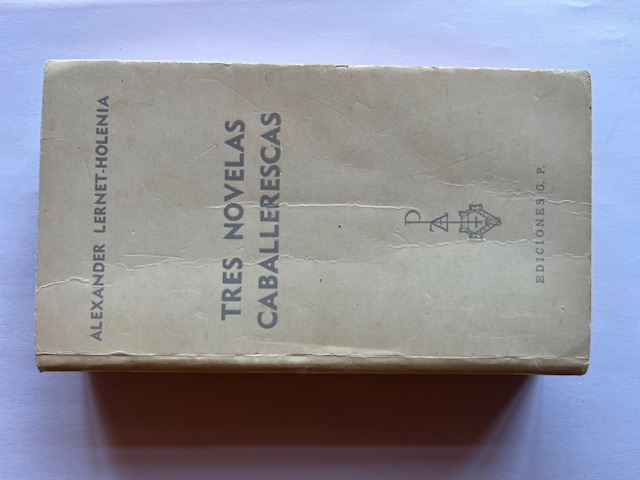 ALEXANDER LERNET-HOLENIA
TRES NOVELAS
CABALLERESCAS
EDICIONES G. P.